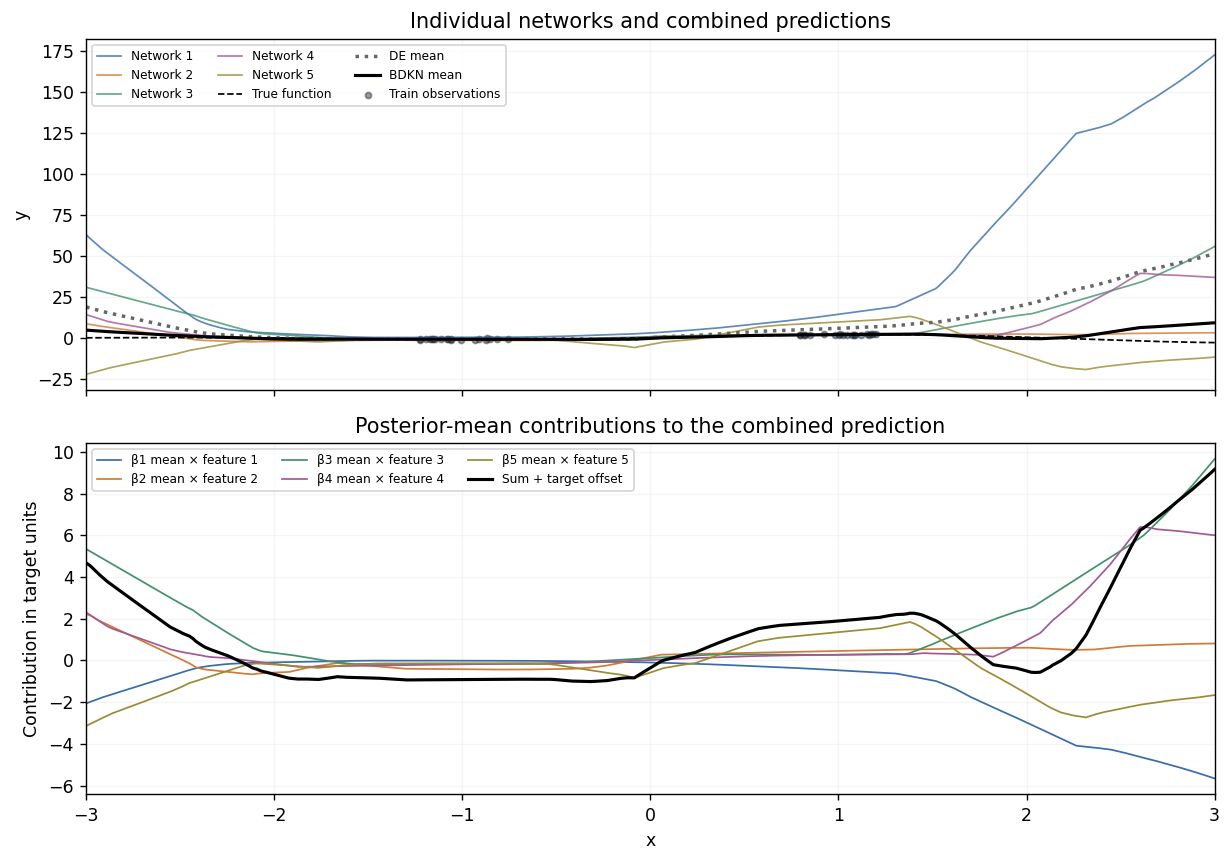 Individual networks and combined predictions
Network 1 Network 4 DE mean
Network 2 Network 5 BDKN mean
Network 3 True function Train observations
175
150
125
100
75
50
25
0
−25
y
Posterior-mean contributions to the combined prediction
β1 mean × feature 1 β3 mean × feature 3 β5 mean × feature 5
β2 mean × feature 2 β4 mean × feature 4 Sum + target offset
10
8
6
4
2
0
−2
−4
−6
Contribution in target units
−3 −2 −1 0 1 2 3
x